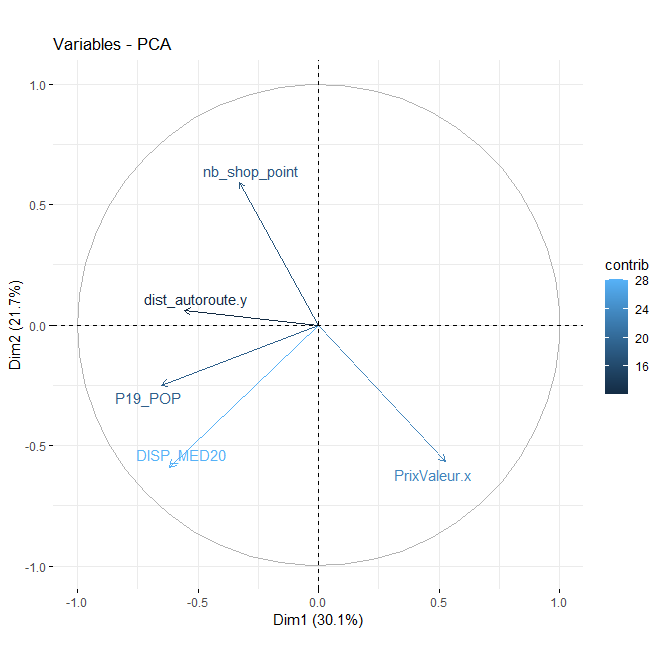 Variables - PCA
1.0
0.5
0.0
-0.5
-1.0
Dim2 (21.7%)
nb_shop_point
dist_autoroute.y
P19_POP
DISP_MED20
PrixValeur.x
-1.0
-0.5
0.0
0.5
1.0
Dim1 (30.1%)
contrib
28
24
20
16